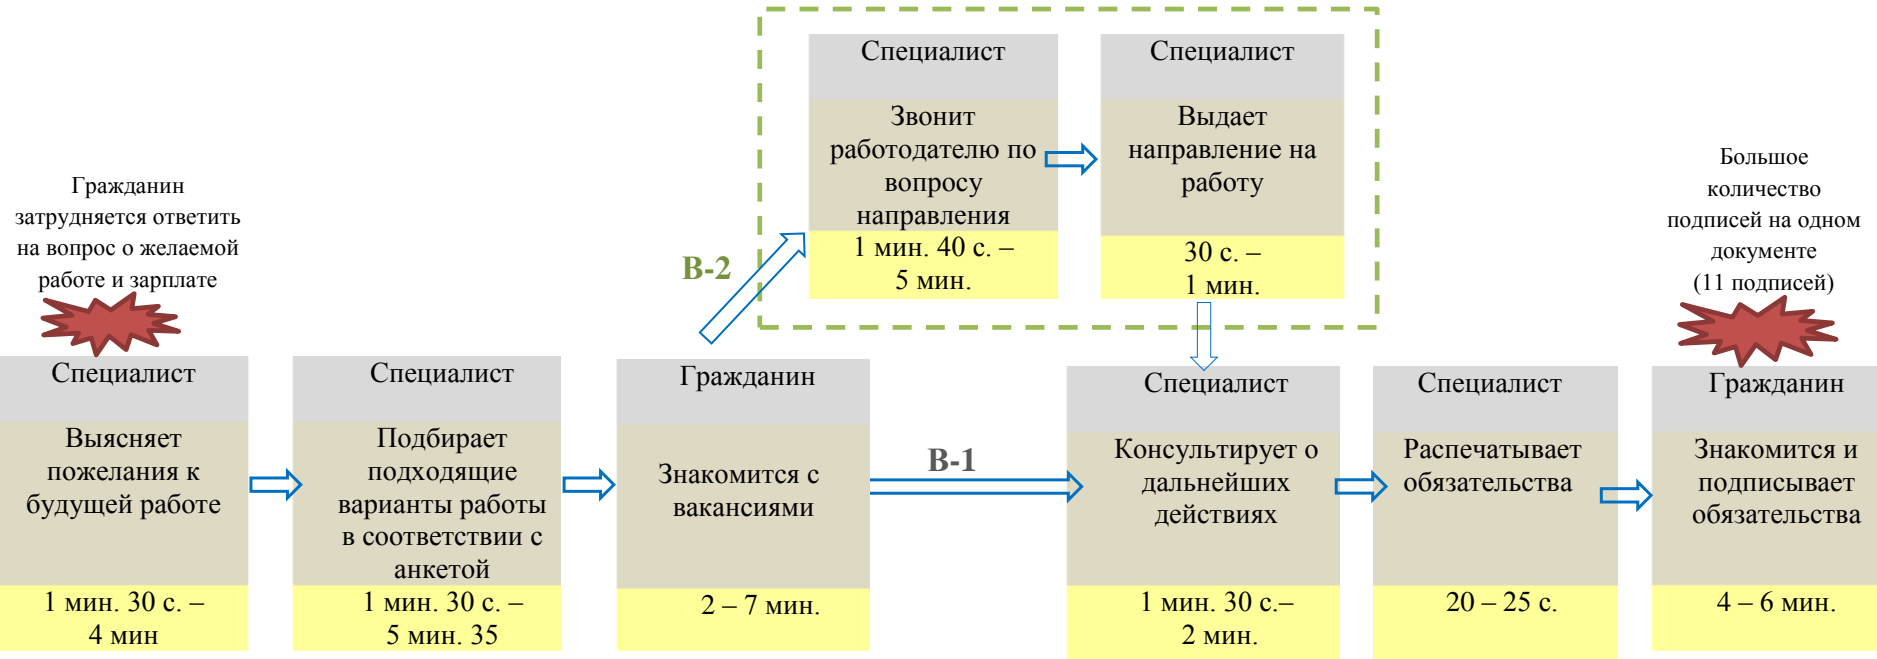 Специалист
Звонит
работодателю по
вопросу
направления
1 мин. 40 с. –
5 мин.
Специалист
Выдает
направление на
работу
30 с. –
1 мин.
В-2
Гражданин
затрудняется ответить
на вопрос о желаемой
работе и зарплате
Большое
количество
подписей на одном
документе
(11 подписей)
Специалист
Выясняет
пожелания к
будущей работе
1 мин. 30 с. –
4 мин
Специалист
Подбирает
подходящие
варианты работы
в соответствии с
анкетой
1 мин. 30 с. –
5 мин. 35
Гражданин
Знакомится с
вакансиями
2 – 7 мин.
В-1
Специалист
Консультирует о
дальнейших
действиях
1 мин. 30 с.–
2 мин.
Специалист
Распечатывает
обязательства
20 – 25 с.
Гражданин
Знакомится и
подписывает
обязательства
4 – 6 мин.